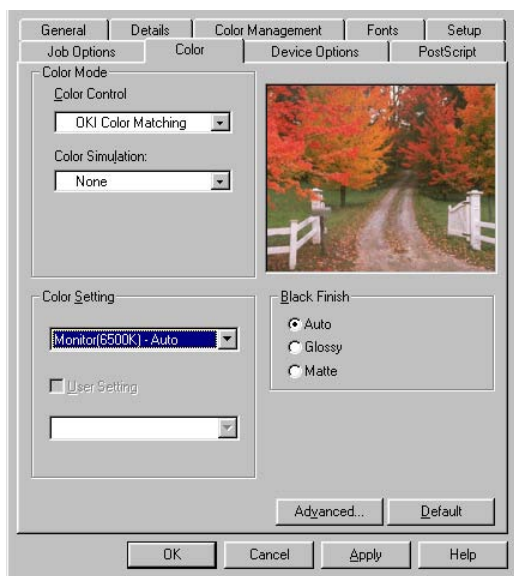 General Details Color Management Fonts Setup
Job Options Color Device Options PostScript
Color Mode
Color Control
OKI Color Matching
Color Simulation:
None
Color Setting
Monitor(6500K) - Auto
User Setting
Black Finish
Auto
Glossy
Matte
Advanced... Default
OK Cancel Apply Help